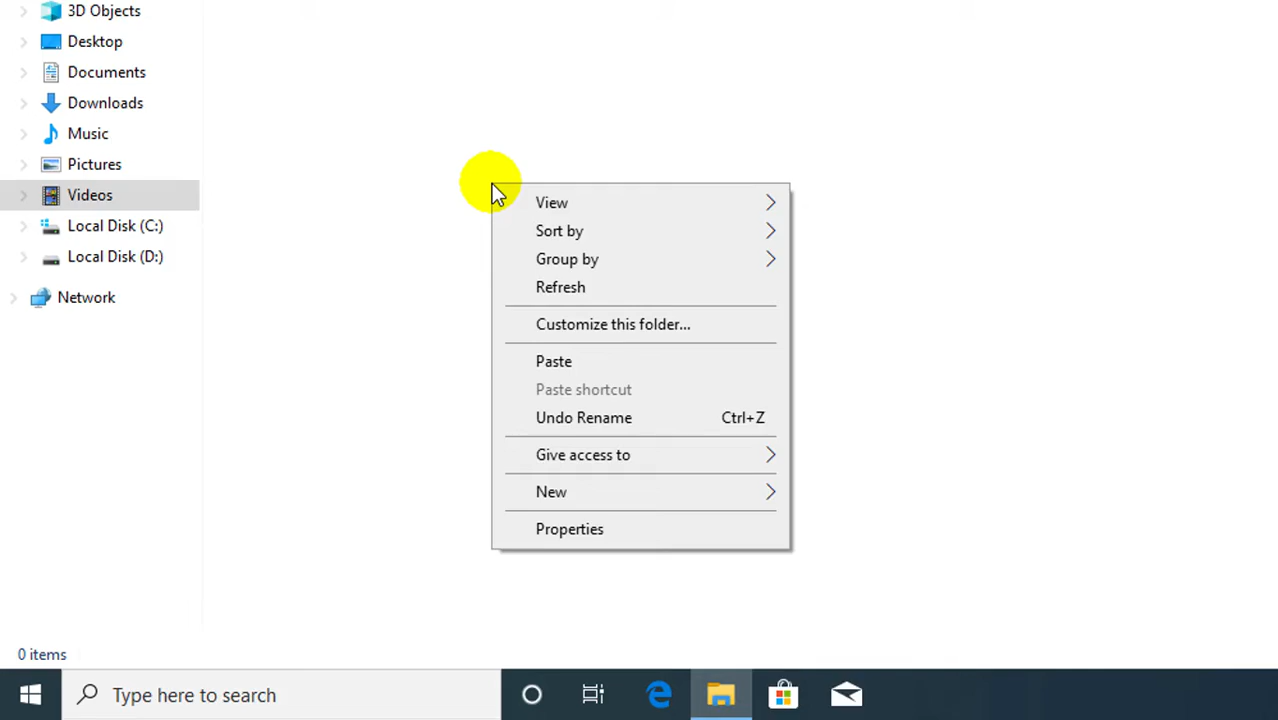 3D Objects
Desktop
Documents
Downloads
Music
Pictures
Videos
Local Disk (C:)
Local Disk (D:)
Network
View
Sort by
Group by
Refresh
Customize this folder...
Paste
Paste shortcut
Undo Rename Ctrl+Z
Give access to
New
Properties
0 items
Type here to search